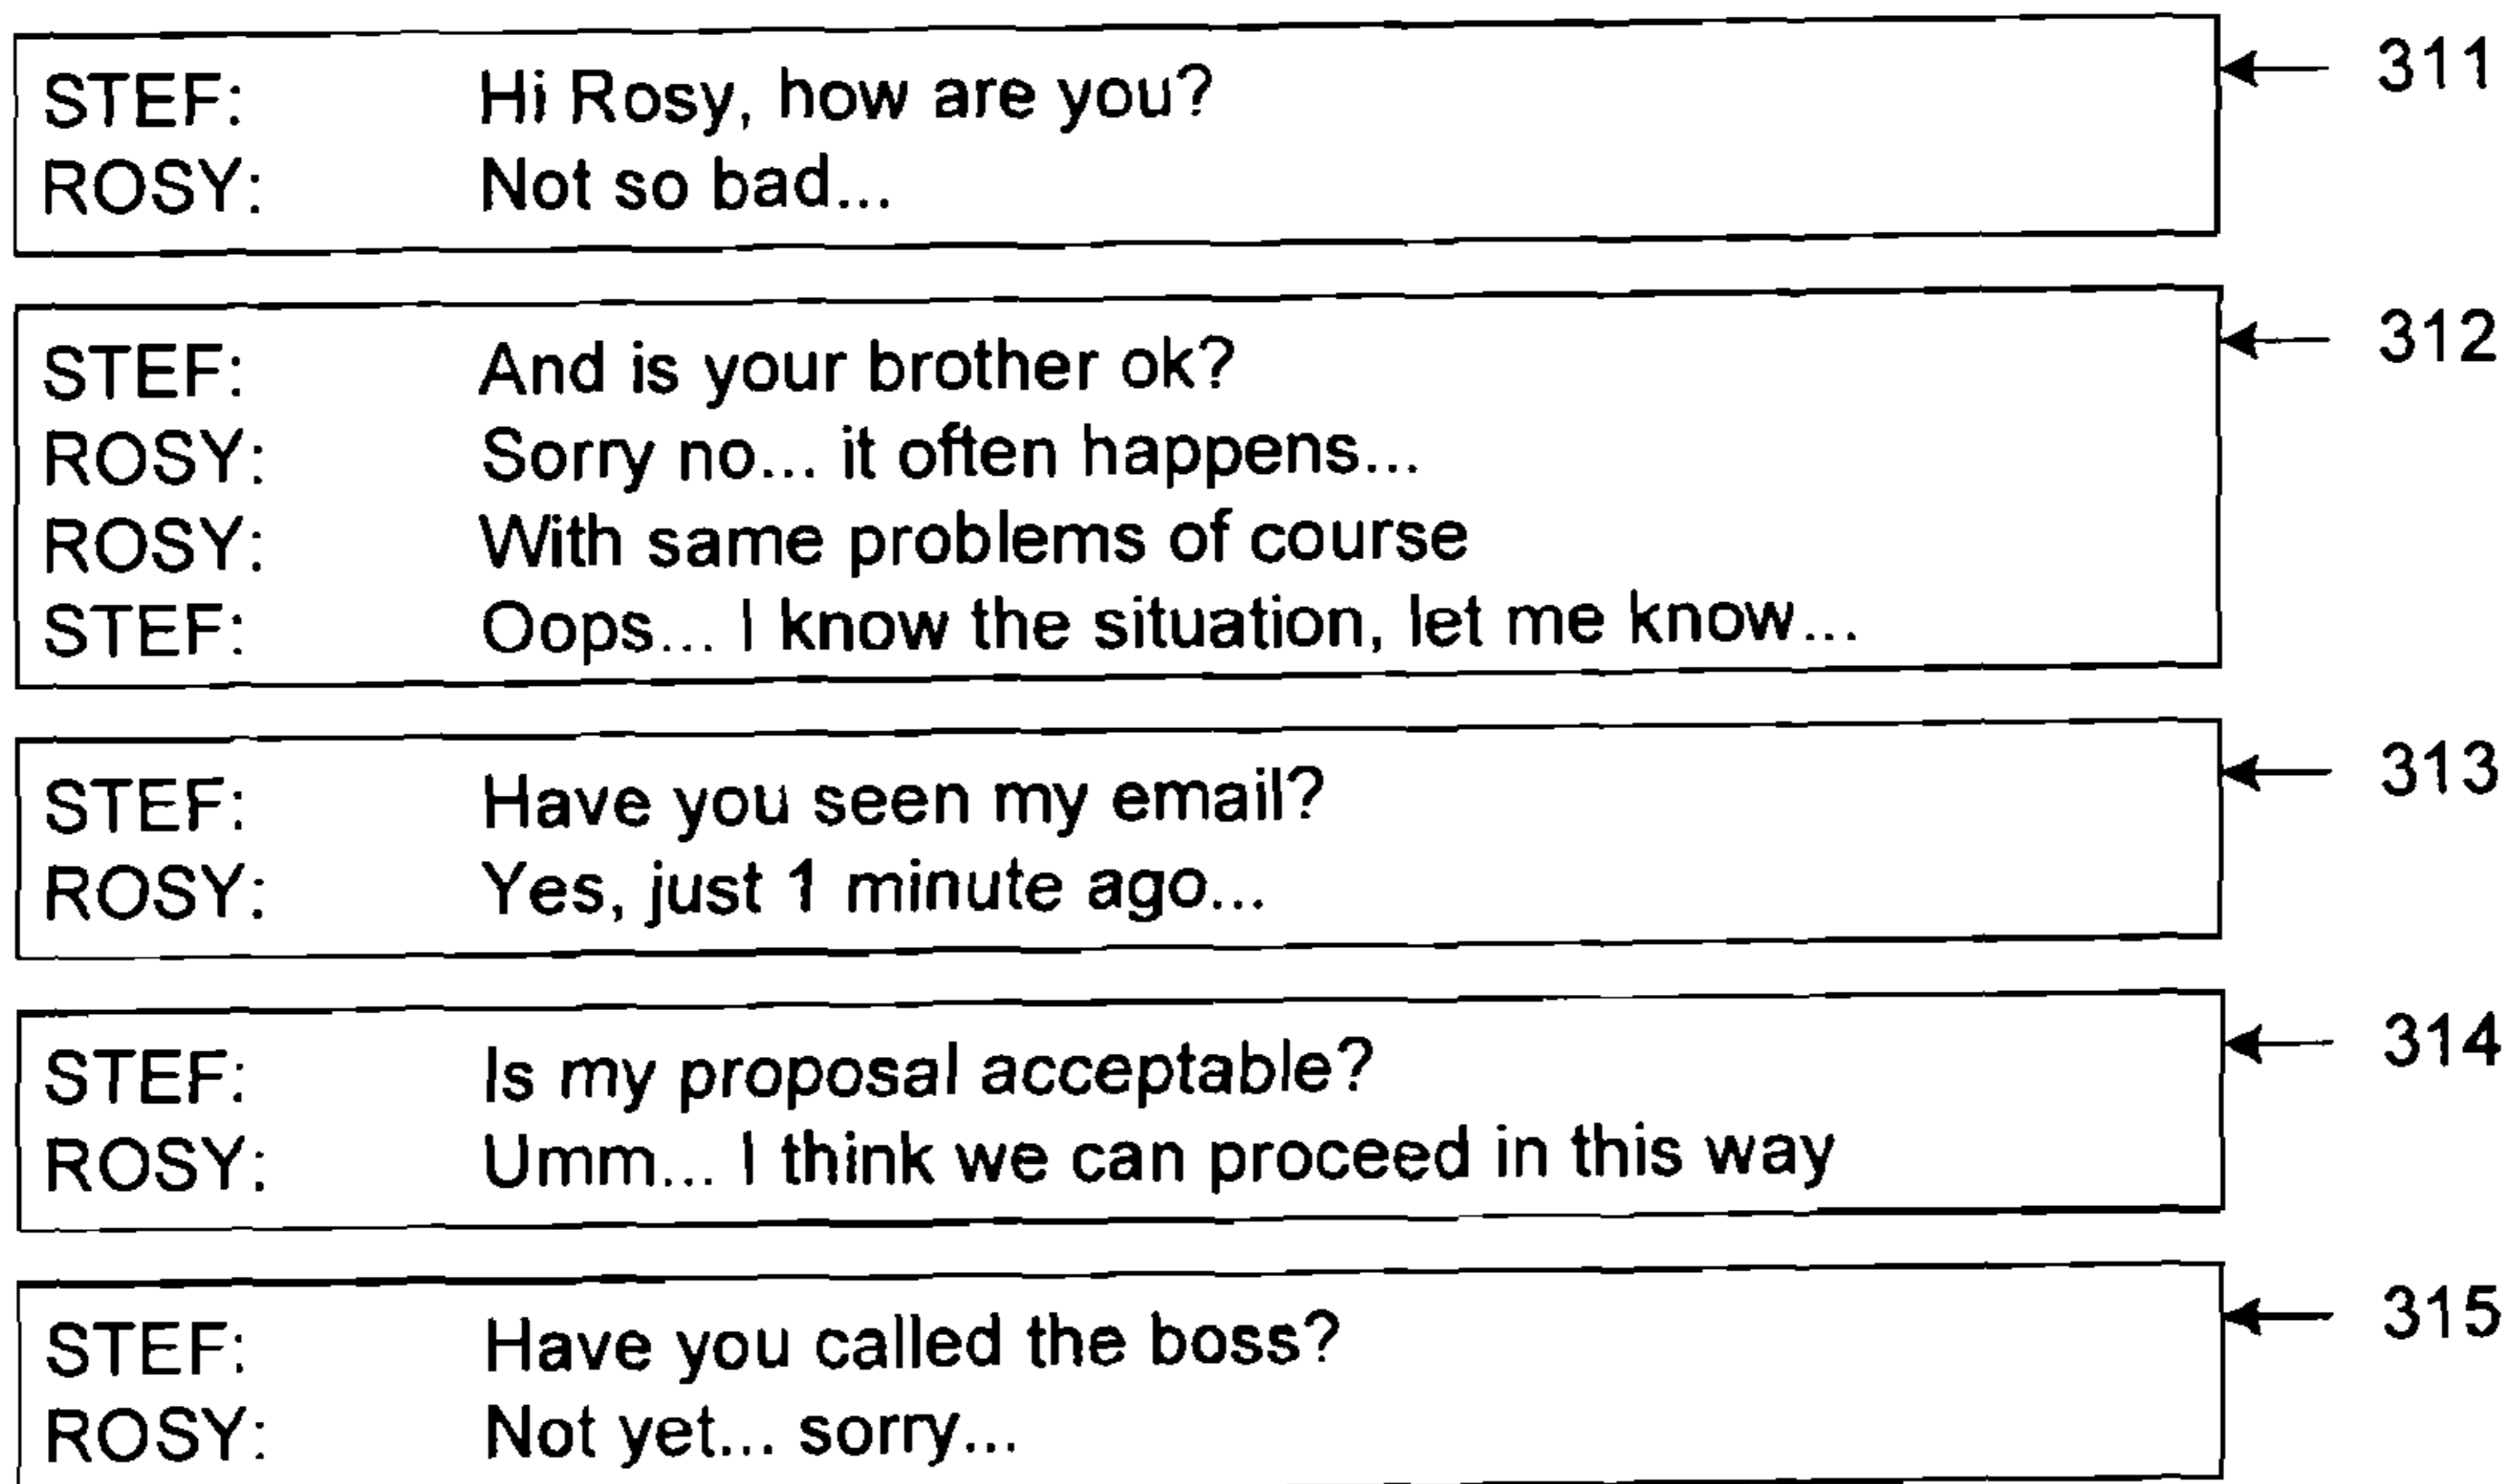 STEF: Hi Rosy, how are you? 311
ROSY: Not so bad...
STEF: And is your brother ok? 312
ROSY: Sorry no... it often happens...
ROSY: With same problems of course
STEF: Oops... I know the situation, let me know...
STEF: Have you seen my email? 313
ROSY: Yes, just 1 minute ago...
STEF: Is my proposal acceptable? 314
ROSY: Umm... I think we can proceed in this way
STEF: Have you called the boss? 315
ROSY: Not yet... sorry...